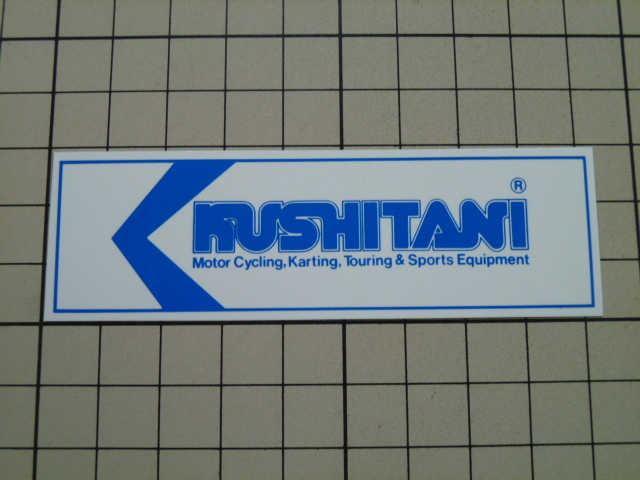 KUSHITANI ®
Motor Cycling, Karting, Touring & Sports Equipment